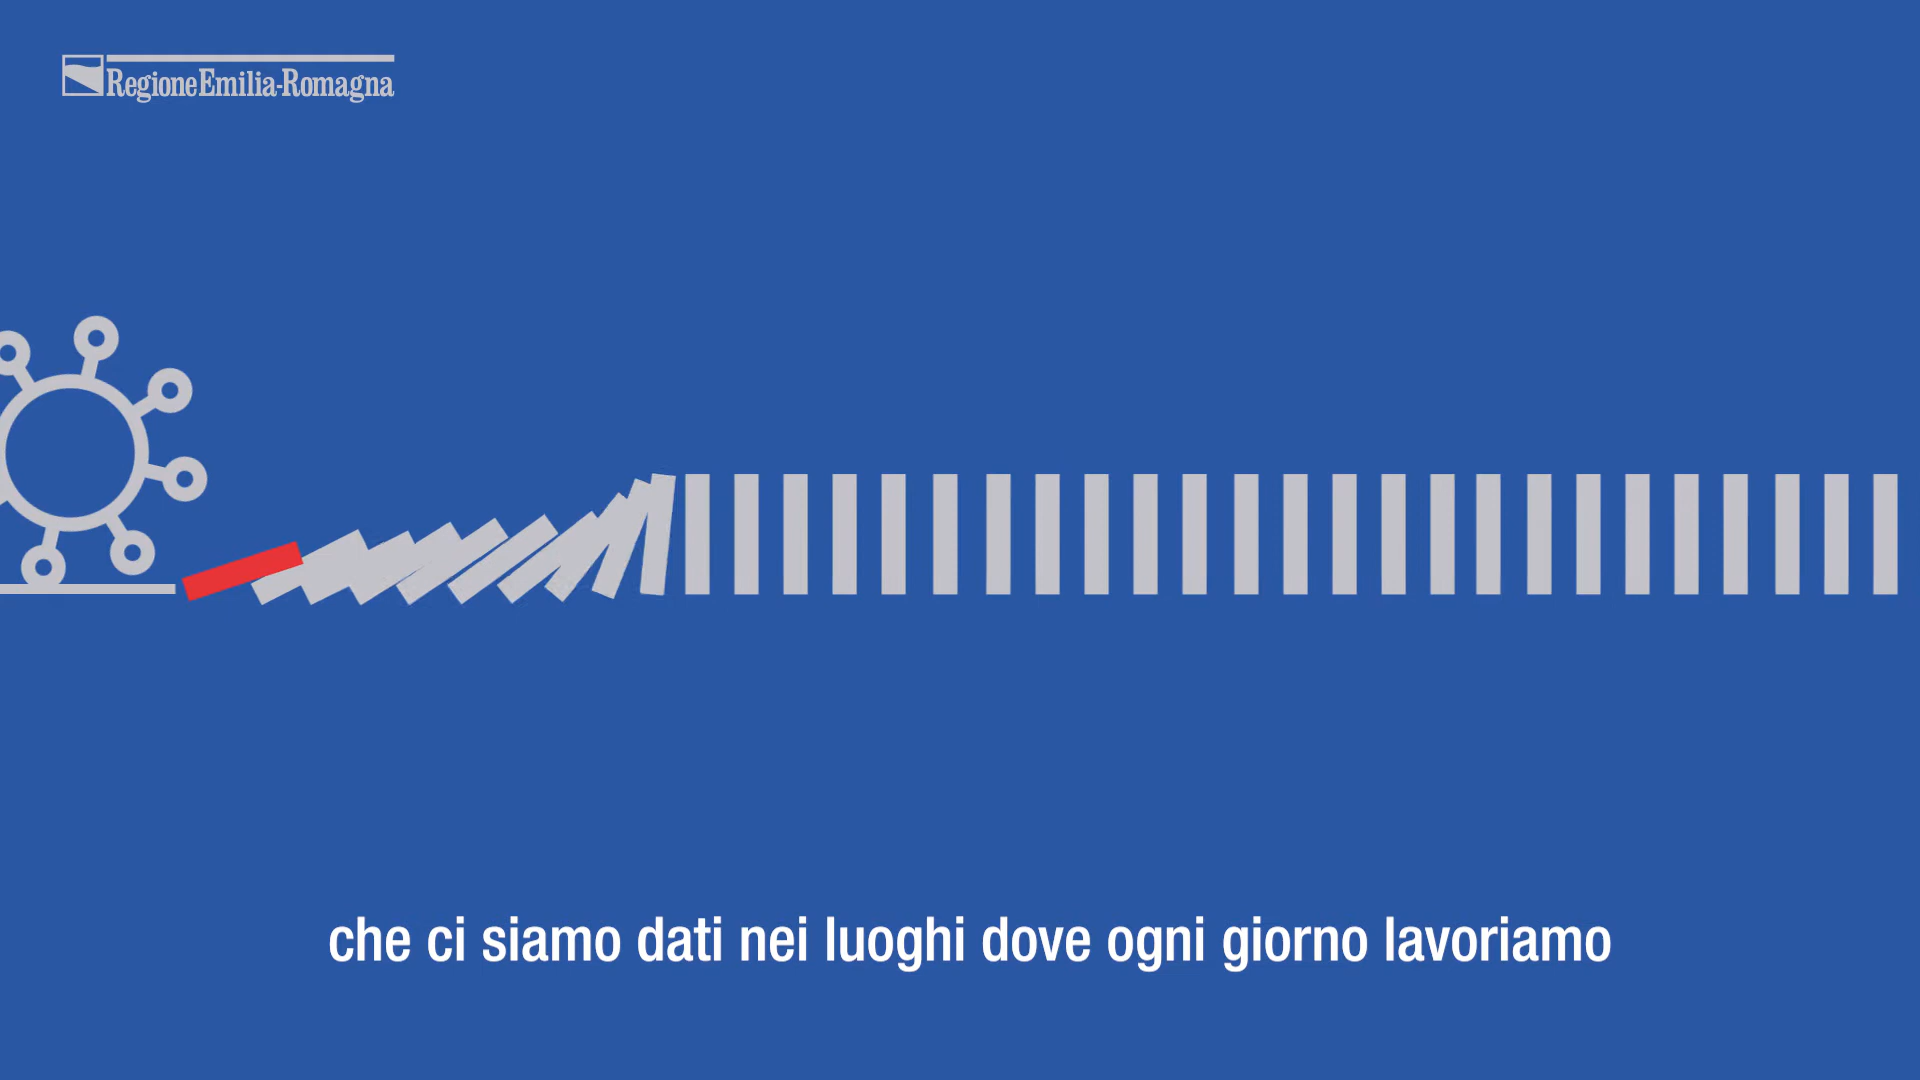 RegioneEmilia-Romagna
che ci siamo dati nei luoghi dove ogni giorno lavoriamo